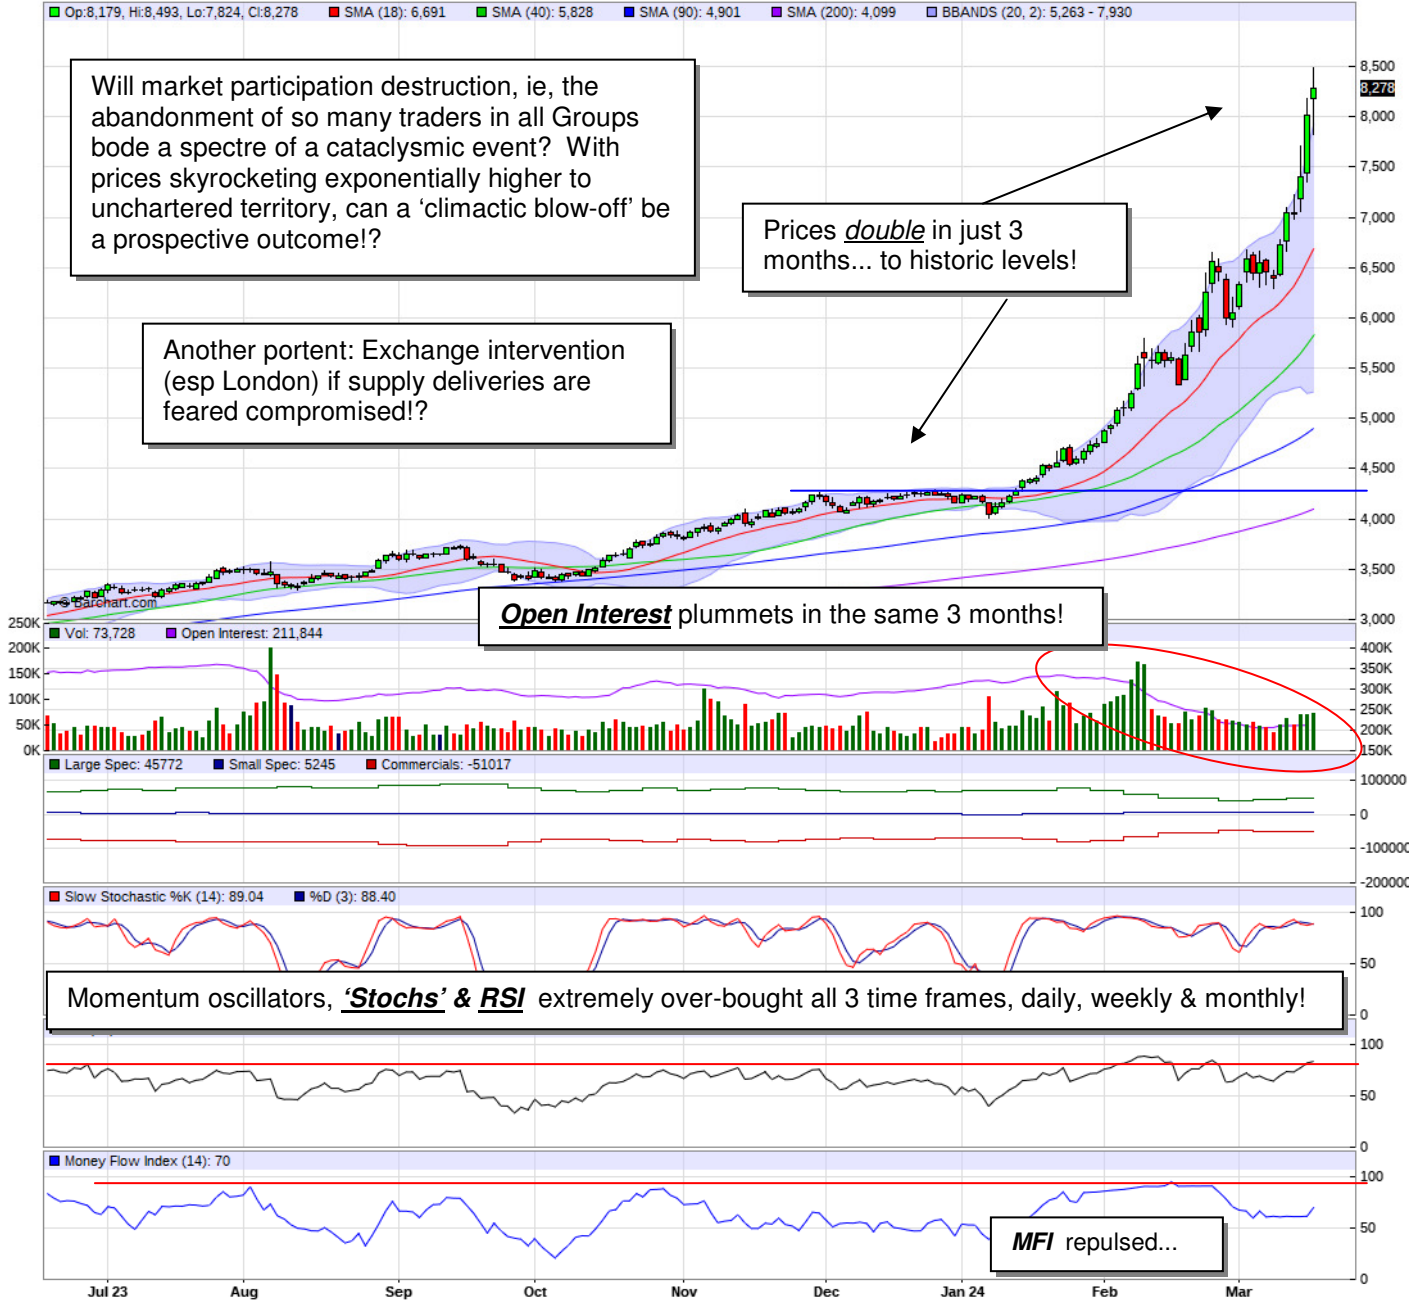 Op:8,179, Hi:8,493, Lo:7,824, Cl:8,278 SMA (18): 6,691 SMA (40): 5,828 SMA (90): 4,901 SMA (200): 4,099 BBANDS (20, 2): 5,263 - 7,930
Will market participation destruction, ie, the
abandonment of so many traders in all Groups
bode a spectre of a cataclysmic event? With
prices skyrocketing exponentially higher to
unchartered territory, can a ‘climactic blow-off’ be
a prospective outcome!?
Prices double in just 3
months... to historic levels!
Another portent: Exchange intervention
(esp London) if supply deliveries are
feared compromised!?
8,500
8,278
8,000
7,500
7,000
6,500
6,000
5,500
5,000
4,500
4,000
3,500
3,000
© Barchart.com
Open Interest plummets in the same 3 months!
Vol: 73,728 Open Interest: 211,844
250K
200K
150K
100K
50K
0K
400K
350K
300K
250K
200K
150K
Large Spec: 45772 Small Spec: 5245 Commercials: -51017
100000
0
-100000
-200000
Slow Stochastic %K (14): 89.04 %D (3): 88.40
100
50
0
Momentum oscillators, ‘Stochs’ & RSI extremely over-bought all 3 time frames, daily, weekly & monthly!
100
50
0
Money Flow Index (14): 70
100
50
0
MFI repulsed...
Jul 23 Aug Sep Oct Nov Dec Jan 24 Feb Mar